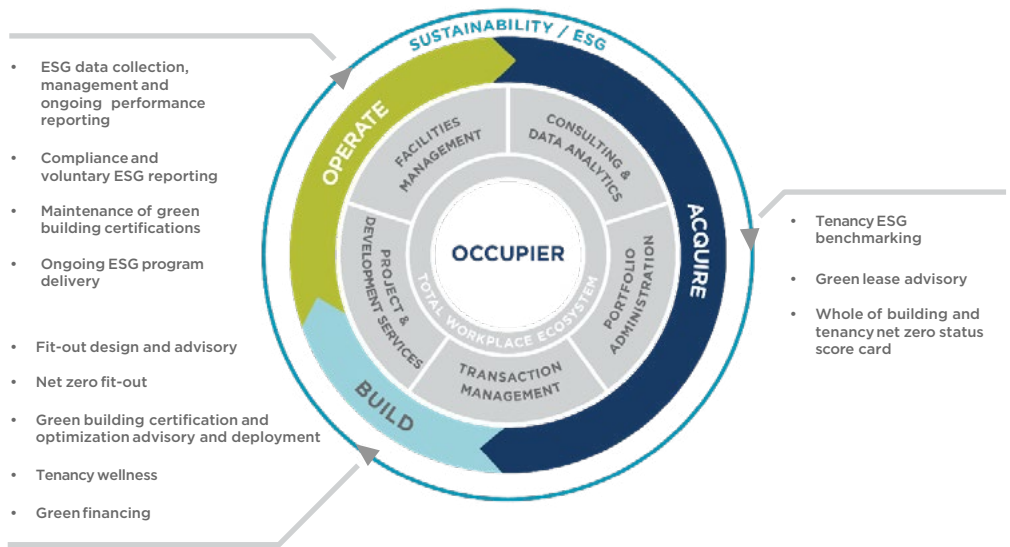 SUSTAINABILITY / ESG
• ESG data collection,
management and
ongoing performance
reporting
• Compliance and
voluntary ESG reporting
• Maintenance of green
building certifications
• Ongoing ESG program
delivery
• Fit-out design and advisory
• Net zero fit-out
• Green building certification and
optimization advisory and deployment
• Tenancy wellness
• Green financing
OPERATE
ACQUIRE
BUILD
FACILITIES
MANAGEMENT
CONSULTING &
DATA ANALYTICS
PORTFOLIO
ADMINISTRATION
TRANSACTION
MANAGEMENT
PROJECT &
DEVELOPMENT SERVICES
OCCUPIER
TOTAL WORKPLACE ECOSYSTEM
• Tenancy ESG
benchmarking
• Green lease advisory
• Whole of building and
tenancy net zero status
score card